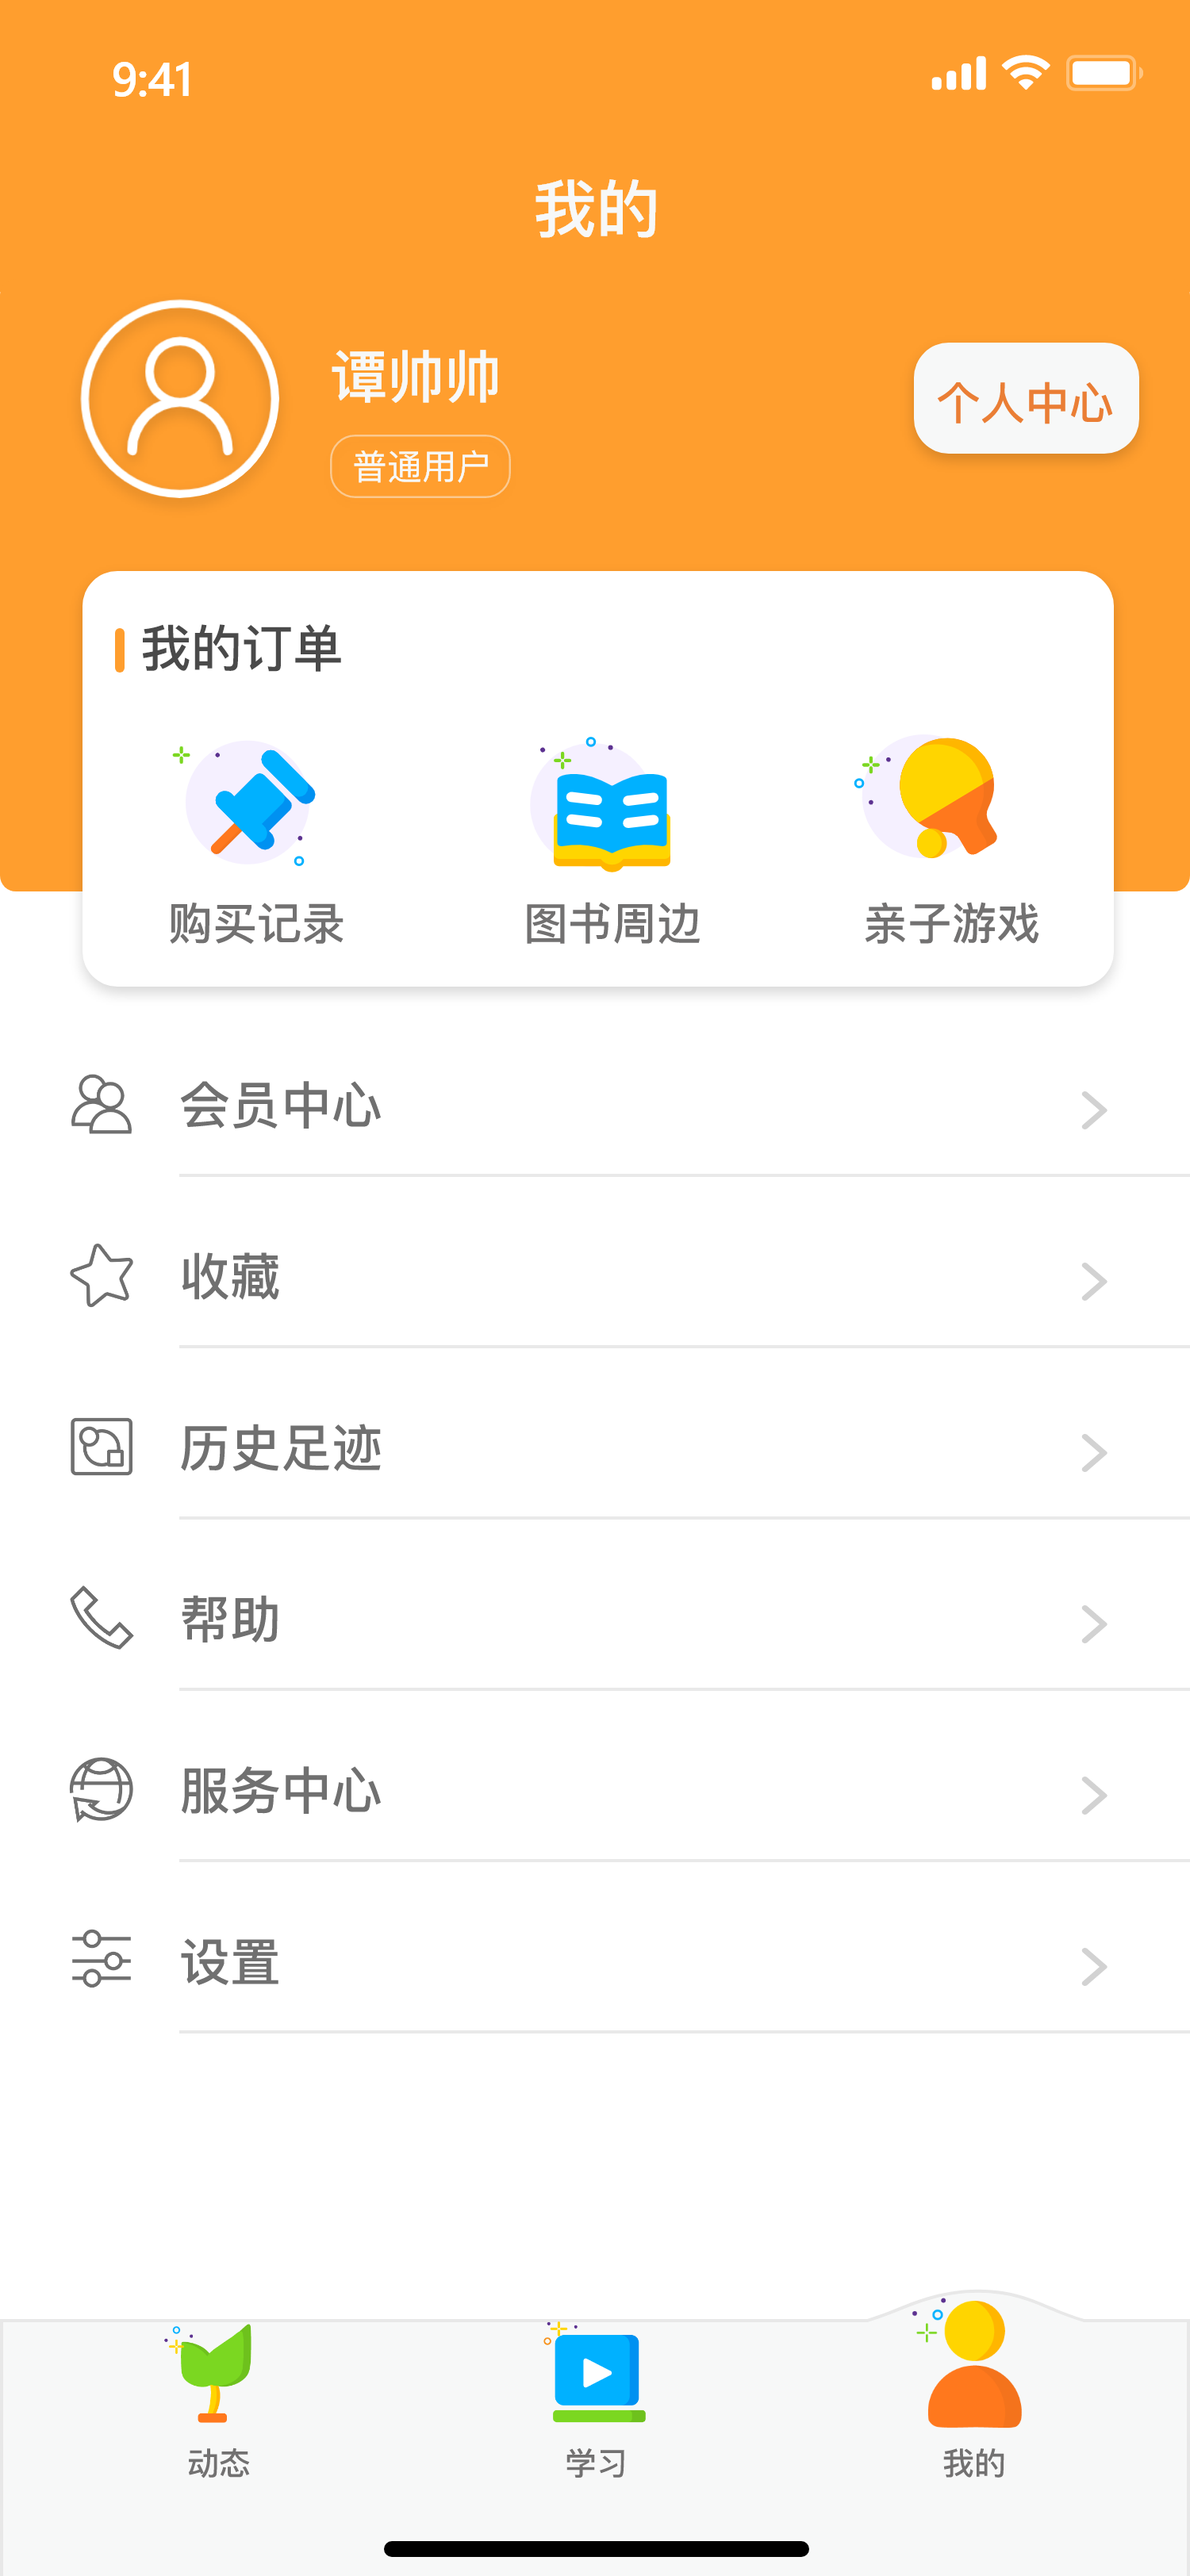 9:41
我的
谭帅帅
个人中心
普通用户
我的订单
购买记录
图书周边
亲子游戏
会员中心
收藏
历史足迹
帮助
服务中心
设置
动态
学习
我的